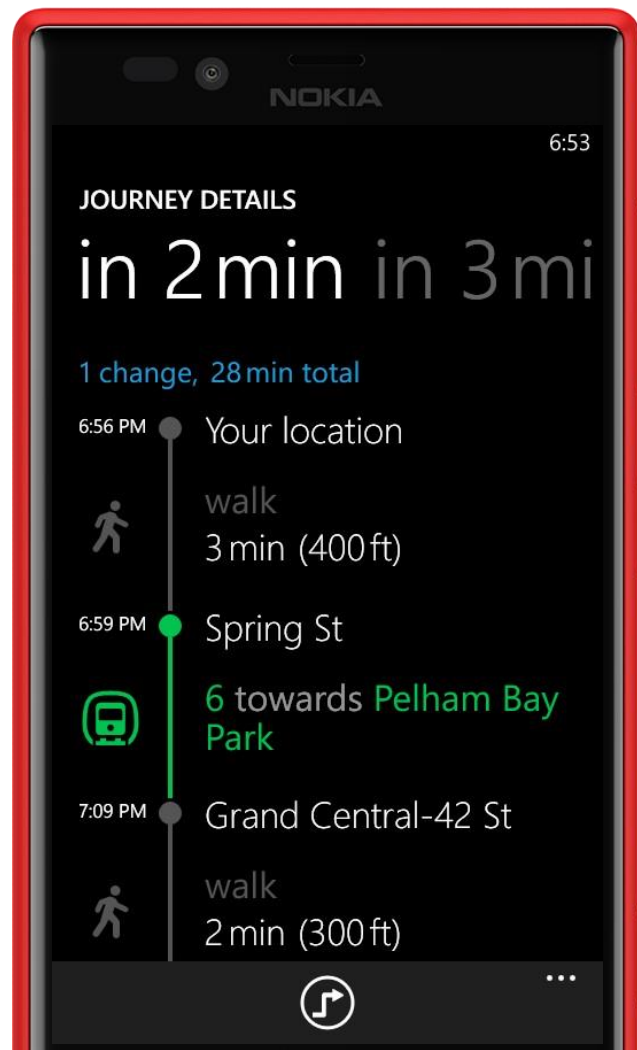 NOKIA
6:53
JOURNEY DETAILS
in 2 min in 3 mi
1 change, 28 min total
6:56 PM Your location
walk
3 min (400 ft)
6:59 PM Spring St
6 towards Pelham Bay
Park
7:09 PM Grand Central-42 St
walk
2 min (300 ft)
...